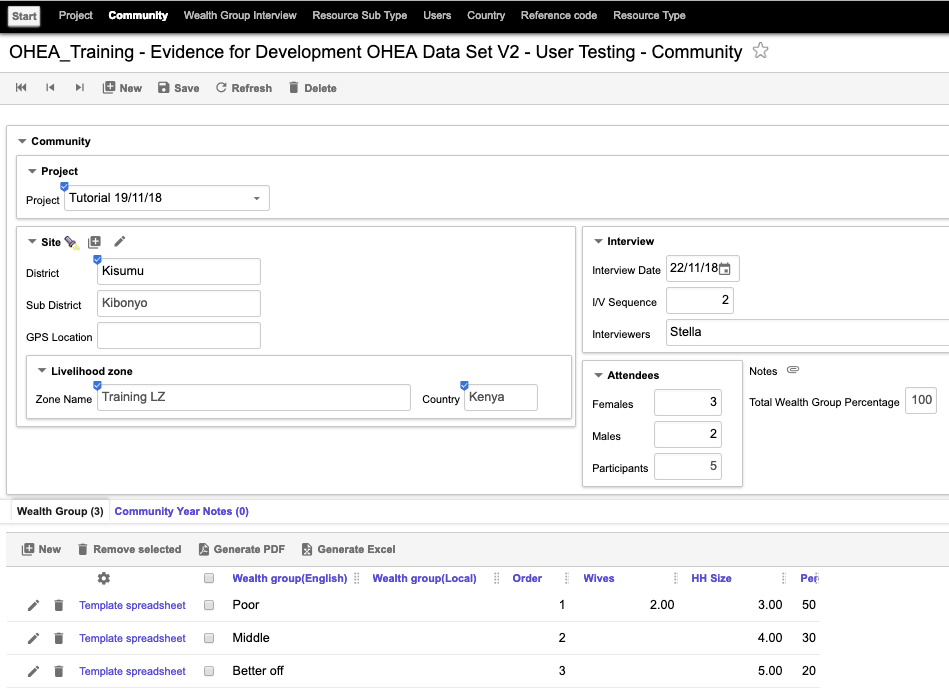 Start Project Community Wealth Group Interview Resource Sub Type Users Country Reference code Resource Type
OHEA_Training - Evidence for Development OHEA Data Set V2 - User Testing - Community
New Save Refresh Delete
Community
Project
Project Tutorial 19/11/18
Site
District Kisumu
Sub District Kibonyo
GPS Location
Livelihood zone
Zone Name Training LZ Country Kenya
Interview
Interview Date 22/11/18
I/V Sequence 2
Interviewers Stella
Attendees
Females 3
Males 2
Participants 5
Notes
Total Wealth Group Percentage 100
Wealth Group (3) Community Year Notes (0)
New Remove selected Generate PDF Generate Excel
Wealth group(English) Wealth group(Local) Order Wives HH Size
Template spreadsheet Poor 1 2.00 3.00 50
Template spreadsheet Middle 2 4.00 30
Template spreadsheet Better off 3 5.00 20